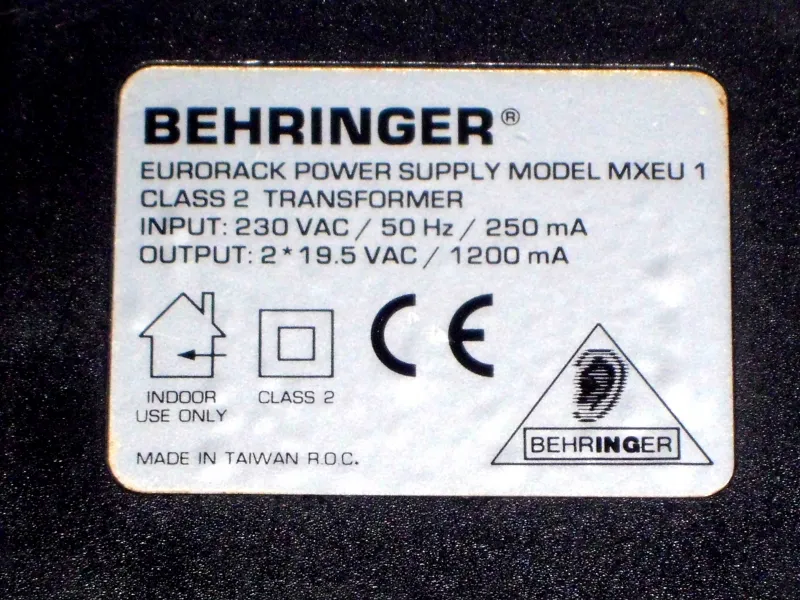 BEHRINGER®
EURORACK POWER SUPPLY MODEL MXEU 1
CLASS 2 TRANSFORMER
INPUT: 230 VAC / 50 Hz / 250 mA
OUTPUT: 2*19.5 VAC / 1200 mA
CE
INDOOR
USE ONLY
CLASS 2
BEHRINGER
MADE IN TAIWAN R.O.C.